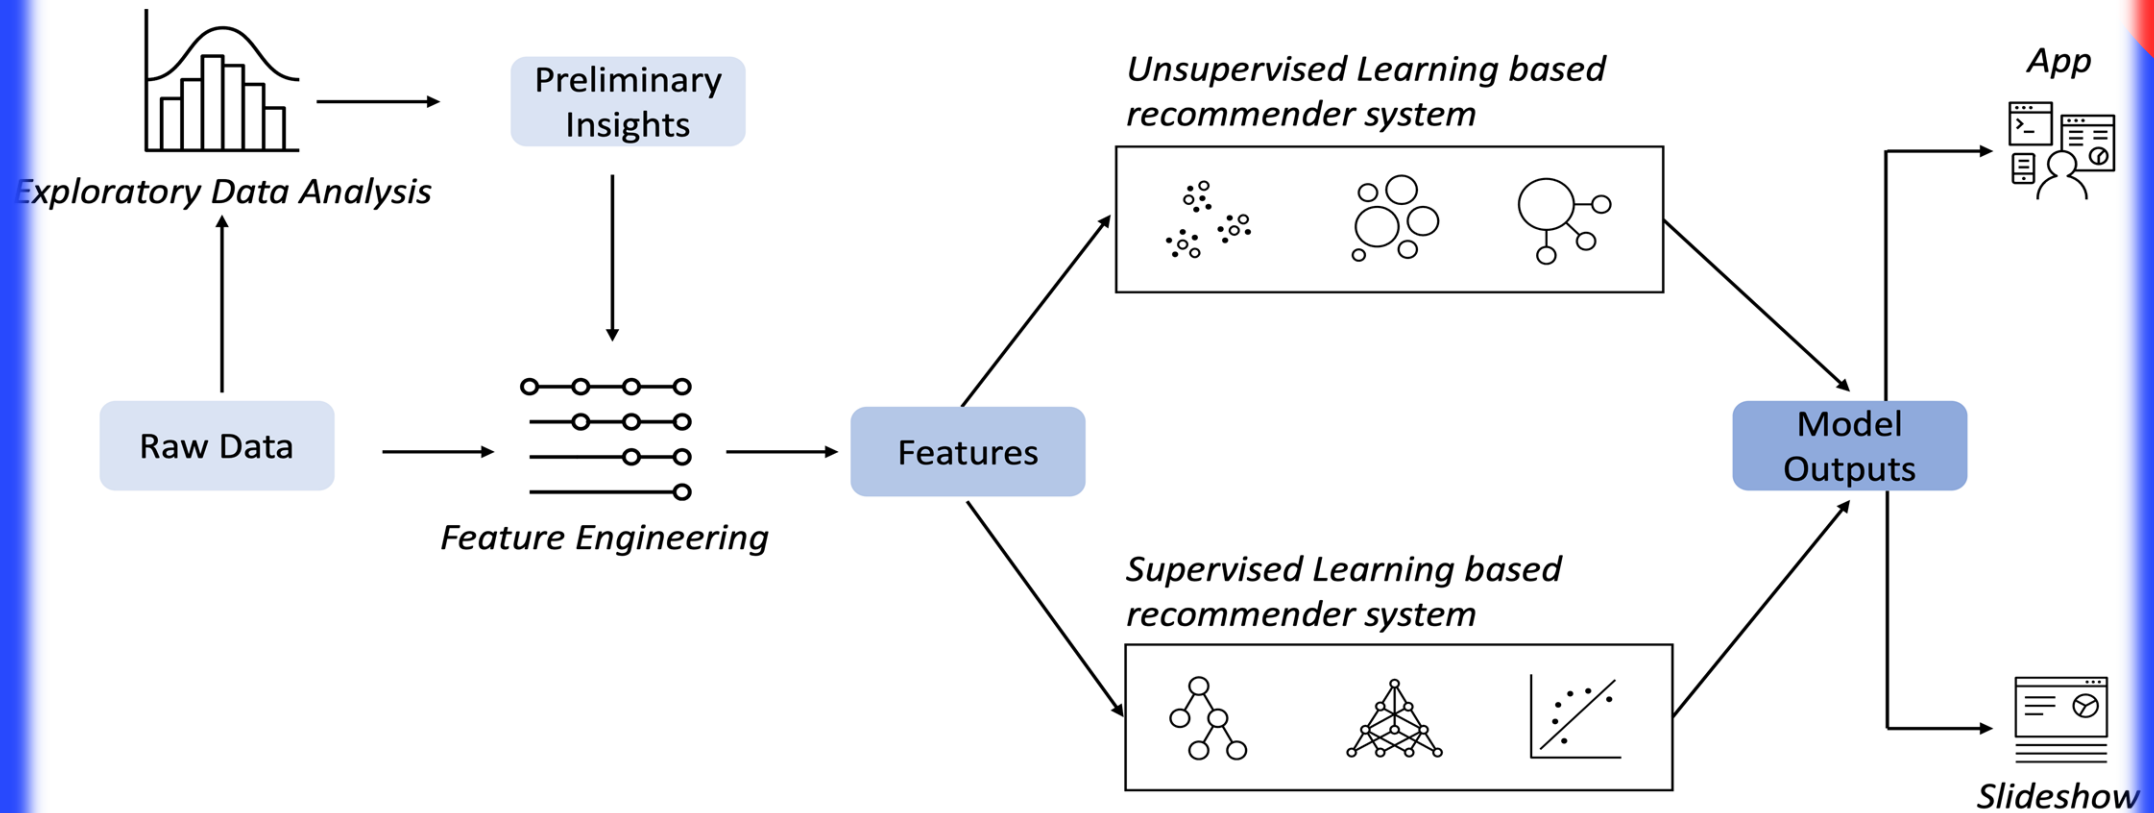 Preliminary
Insights
Exploratory Data Analysis
Raw Data
Feature Engineering
Features
Unsupervised Learning based
recommender system
Supervised Learning based
recommender system
Model
Outputs
App
Slideshow